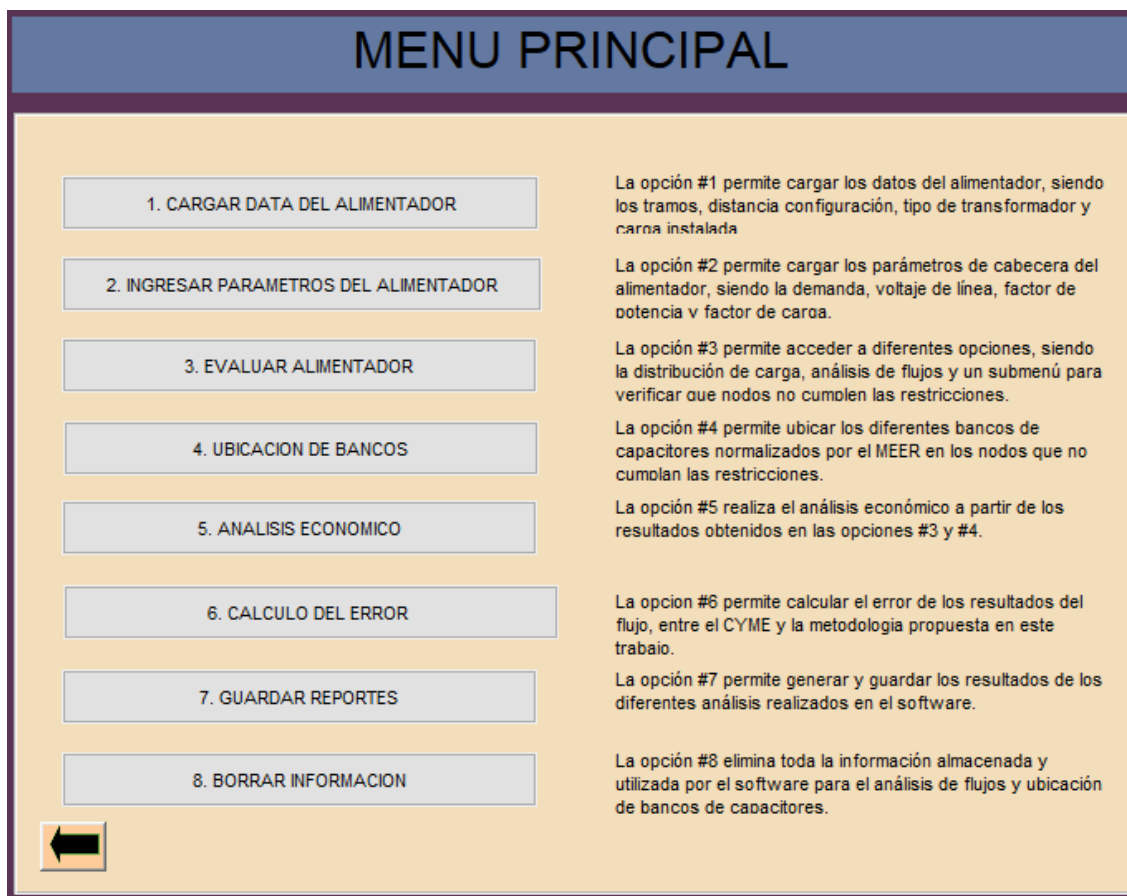 MENU PRINCIPAL
1. CARGAR DATA DEL ALIMENTADOR
La opción #1 permite cargar los datos del alimentador, siendo
los tramos, distancia configuración, tipo de transformador y
carga instalada
2. INGRESAR PARAMETROS DEL ALIMENTADOR
La opción #2 permite cargar los parámetros de cabecera del
alimentador, siendo la demanda, voltaje de línea, factor de
potencia y factor de carga.
3. EVALUAR ALIMENTADOR
La opción #3 permite acceder a diferentes opciones, siendo
la distribución de carga, análisis de flujos y un submenú para
verificar que nodos no cumplen las restricciones.
4. UBICACION DE BANCOS
La opción #4 permite ubicar los diferentes bancos de
capacitores normalizados por el MEER en los nodos que no
cumplan las restricciones.
5. ANALISIS ECONOMICO
La opción #5 realiza el análisis económico a partir de los
resultados obtenidos en las opciones #3 y #4.
6. CALCULO DEL ERROR
La opcion #6 permite calcular el error de los resultados del
flujo, entre el CYME y la metodologia propuesta en este
trabajo.
7. GUARDAR REPORTES
La opción #7 permite generar y guardar los resultados de los
diferentes análisis realizados en el software.
8. BORRAR INFORMACION
La opción #8 elimina toda la información almacenada y
utilizada por el software para el análisis de flujos y ubicación
de bancos de capacitores.